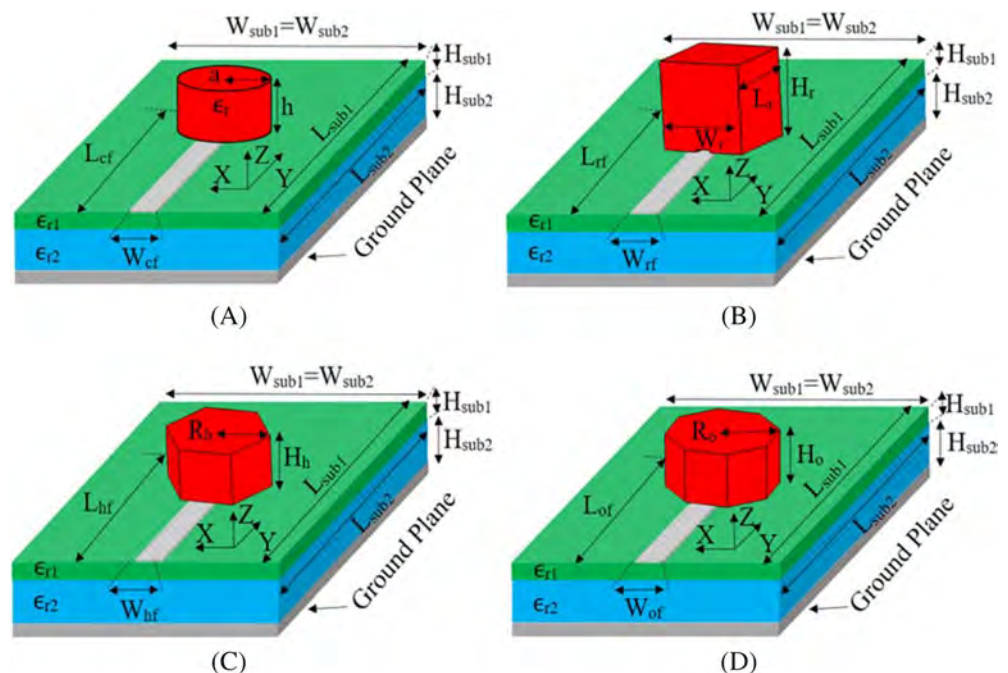 W_sub1=W_sub2
H_sub1
H_sub2
a
ϵ_r
h
L_sub1
L_sub2
L_cf
Z
X
Y
ϵ_r1
ϵ_r2
W_cf
Ground Plane
(A)
W_sub1=W_sub2
H_sub1
H_sub2
L_r
H_r
W_r
L_sub1
L_sub2
L_rf
Z
X
Y
ϵ_r1
ϵ_r2
W_rf
Ground Plane
(B)
W_sub1=W_sub2
H_sub1
H_sub2
R_h
H_h
L_sub1
L_sub2
L_hf
Z
X
Y
ϵ_r1
ϵ_r2
W_hf
Ground Plane
(C)
W_sub1=W_sub2
H_sub1
H_sub2
R_o
H_o
L_sub1
L_sub2
L_of
Z
X
Y
ϵ_r1
ϵ_r2
W_of
Ground Plane
(D)